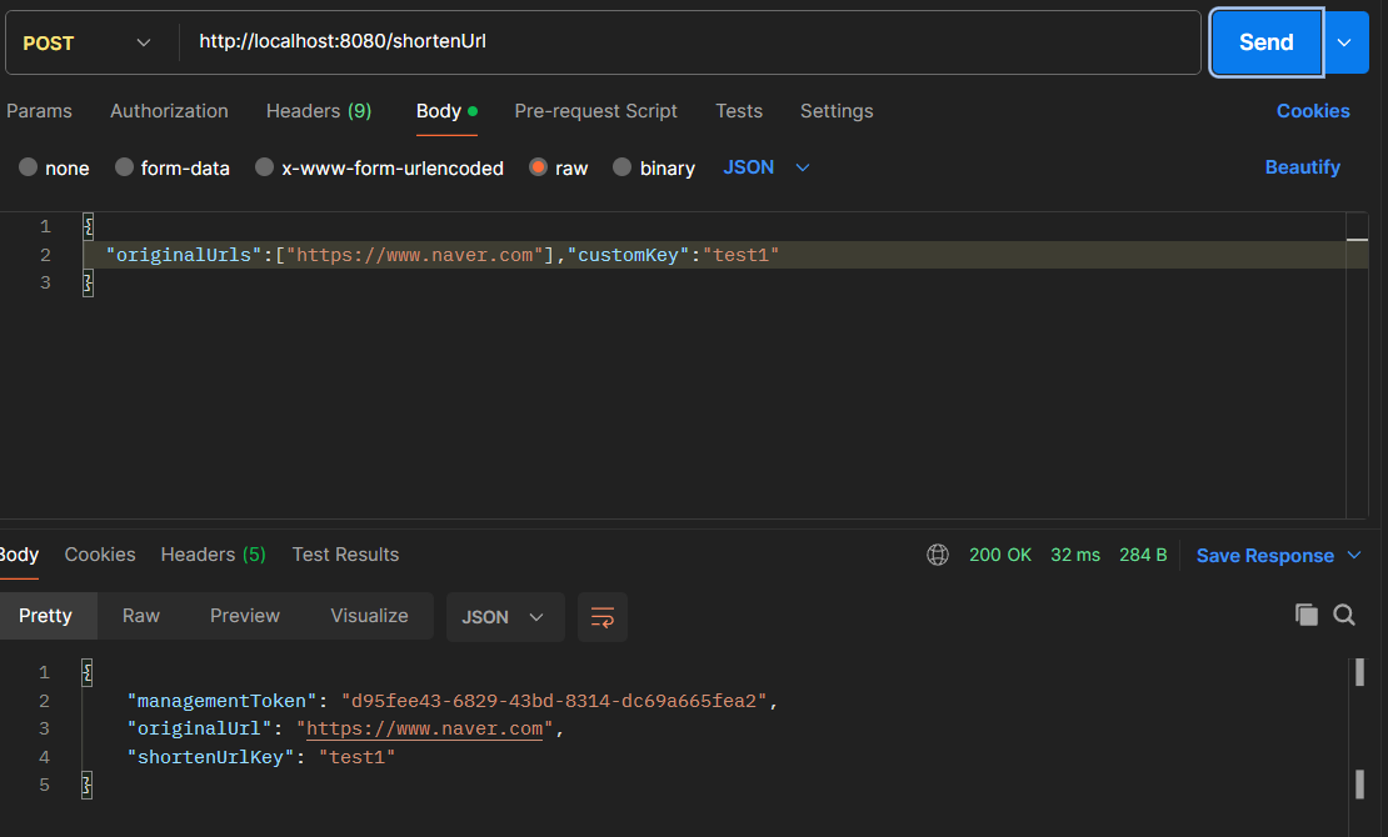 POST http://localhost:8080/shortenUrl Send
Params Authorization Headers (9) Body Pre-request Script Tests Settings Cookies
none form-data x-www-form-urlencoded raw binary JSON Beautify
1 {
2 "originalUrls":["https://www.naver.com"],"customKey":"test1"
3 }
Body Cookies Headers (5) Test Results 200 OK 32 ms 284 B Save Response
Pretty Raw Preview Visualize JSON
1 {
2 "managementToken": "d95fee43-6829-43bd-8314-dc69a665fea2",
3 "originalUrl": "https://www.naver.com",
4 "shortenUrlKey": "test1"
5 }